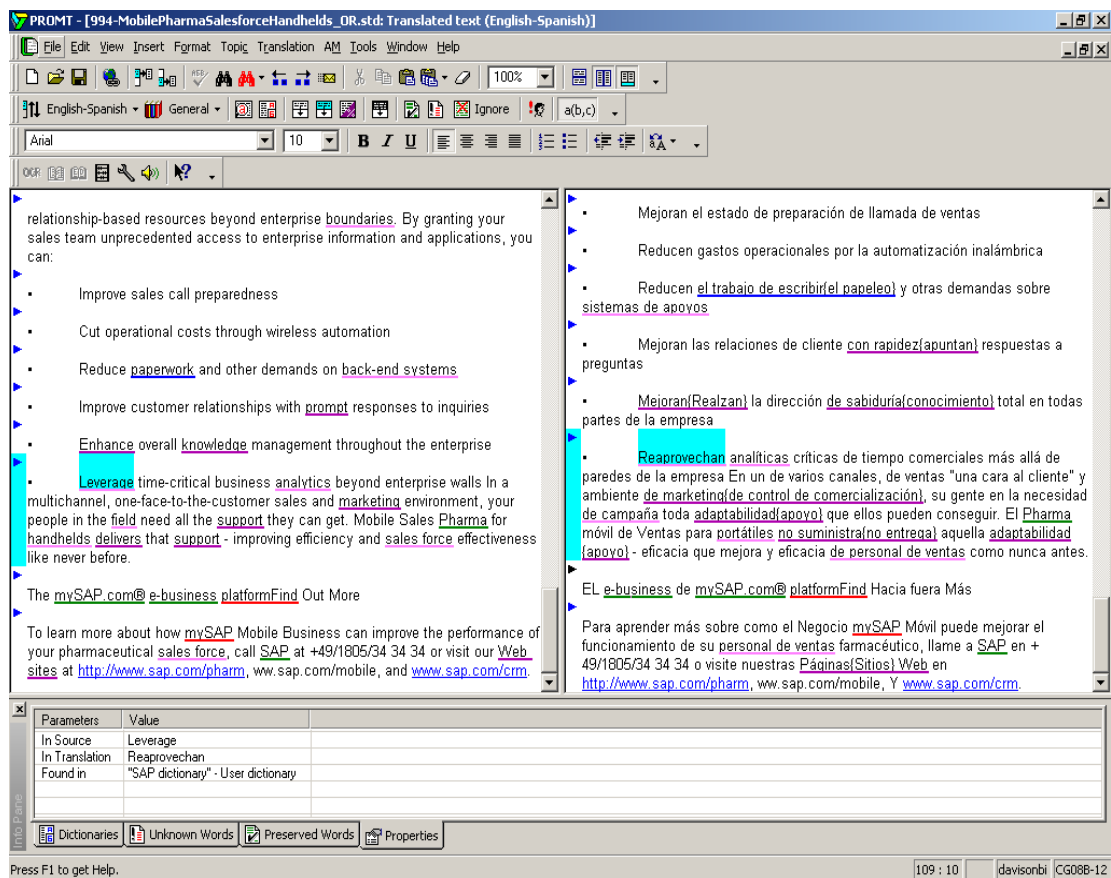 PROMT - [994-MobilePharmaSalesforceHandhelds_OR.std: Translated text (English-Spanish)]
File Edit View Insert Format Topic Translation AM Tools Window Help
100%
English-Spanish General Ignore a(b,c)
Arial 10 B I U
OCR
relationship-based resources beyond enterprise boundaries. By granting your
sales team unprecedented access to enterprise information and applications, you
can:
▪ Improve sales call preparedness
▪ Cut operational costs through wireless automation
▪ Reduce paperwork and other demands on back-end systems
▪ Improve customer relationships with prompt responses to inquiries
▪ Enhance overall knowledge management throughout the enterprise
▪ Leverage time-critical business analytics beyond enterprise walls In a
multichannel, one-face-to-the-customer sales and marketing environment, your
people in the field need all the support they can get. Mobile Sales Pharma for
handhelds delivers that support - improving efficiency and sales force effectiveness
like never before.
The mySAP.com® e-business platformFind Out More
To learn more about how mySAP Mobile Business can improve the performance of
your pharmaceutical sales force, call SAP at +49/1805/34 34 34 or visit our Web
sites at http://www.sap.com/pharm, ww.sap.com/mobile, and www.sap.com/crm.
▪ Mejoran el estado de preparación de llamada de ventas
▪ Reducen gastos operacionales por la automatización inalámbrica
▪ Reducen el trabajo de escribir{el papeleo} y otras demandas sobre
sistemas de apoyos
▪ Mejoran las relaciones de cliente con rapidez{apuntan} respuestas a
preguntas
▪ Mejoran{Realzan} la dirección de sabiduría{conocimiento} total en todas
partes de la empresa
▪ Reaprovechan analíticas críticas de tiempo comerciales más allá de
paredes de la empresa En un de varios canales, de ventas "una cara al cliente" y
ambiente de marketing{de control de comercialización}, su gente en la necesidad
de campaña toda adaptabilidad{apoyo} que ellos pueden conseguir. El Pharma
móvil de Ventas para portátiles no suministra{no entrega} aquella adaptabilidad
{apoyo} - eficacia que mejora y eficacia de personal de ventas como nunca antes.
EL e-business de mySAP.com® platformFind Hacia fuera Más
Para aprender más sobre como el Negocio mySAP Móvil puede mejorar el
funcionamiento de su personal de ventas farmacéutico, llame a SAP en +
49/1805/34 34 34 o visite nuestras Páginas{Sitios} Web en
http://www.sap.com/pharm, ww.sap.com/mobile, Y www.sap.com/crm.
Parameters Value
In Source Leverage
In Translation Reaprovechan
Found in "SAP dictionary" - User dictionary
Info Pane
Dictionaries Unknown Words Preserved Words Properties
Press F1 to get Help. 109 : 10 davisonbi CG08B-12